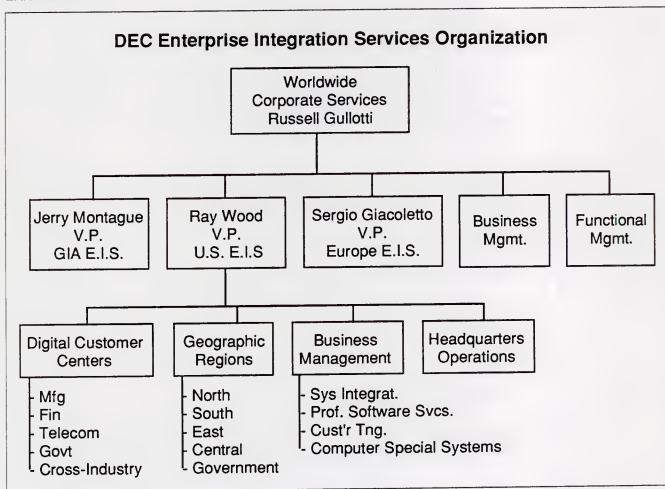 DEC Enterprise Integration Services Organization
Worldwide
Corporate Services
Russell Gullotti
Jerry Montague
V.P.
GIA E.I.S.
Ray Wood
V.P.
U.S. E.I.S
Sergio Giacoletto
V.P.
Europe E.I.S.
Business
Mgmt.
Functional
Mgmt.
Digital Customer
Centers
- Mfg
- Fin
- Telecom
- Govt
- Cross-Industry
Geographic
Regions
- North
- South
- East
- Central
- Government
Business
Management
- Sys Integrat.
- Prof. Software Svcs.
- Cust'r Tng.
- Computer Special Systems
Headquarters
Operations